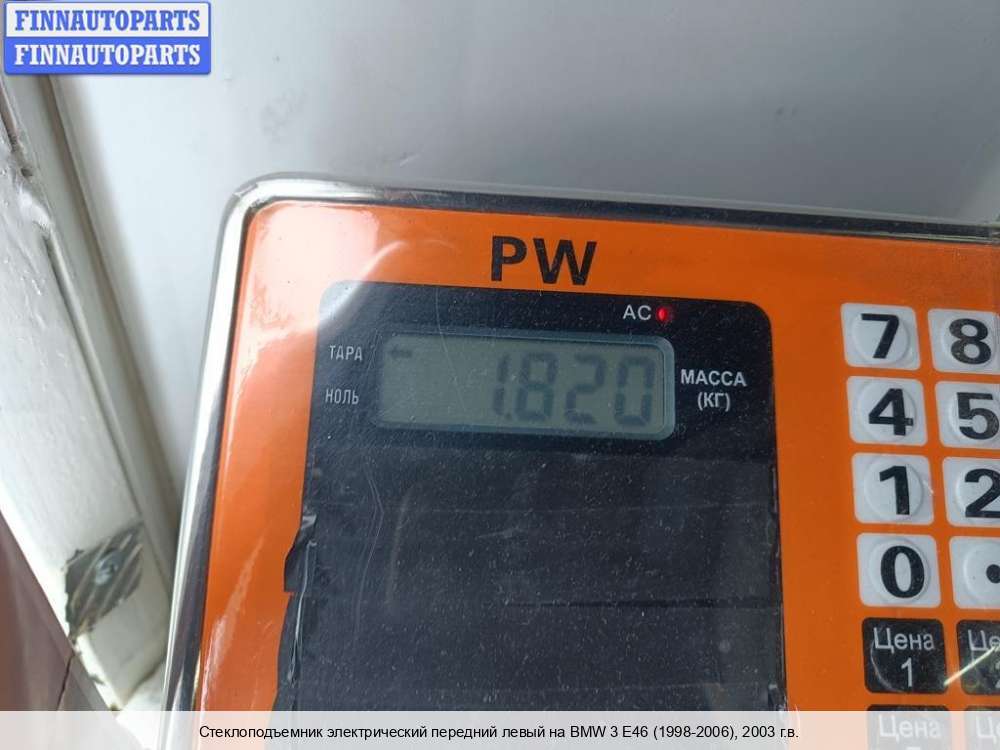 FINNAUTOPARTS
FINNAUTOPARTS
PW
AC
ТАРА
НОЛЬ
1.820
МАССА
(КГ)
7 8
4 5
1 2
0 .
Цена
1
Цена
Стеклоподъемник электрический передний левый на BMW 3 E46 (1998-2006), 2003 г.в.